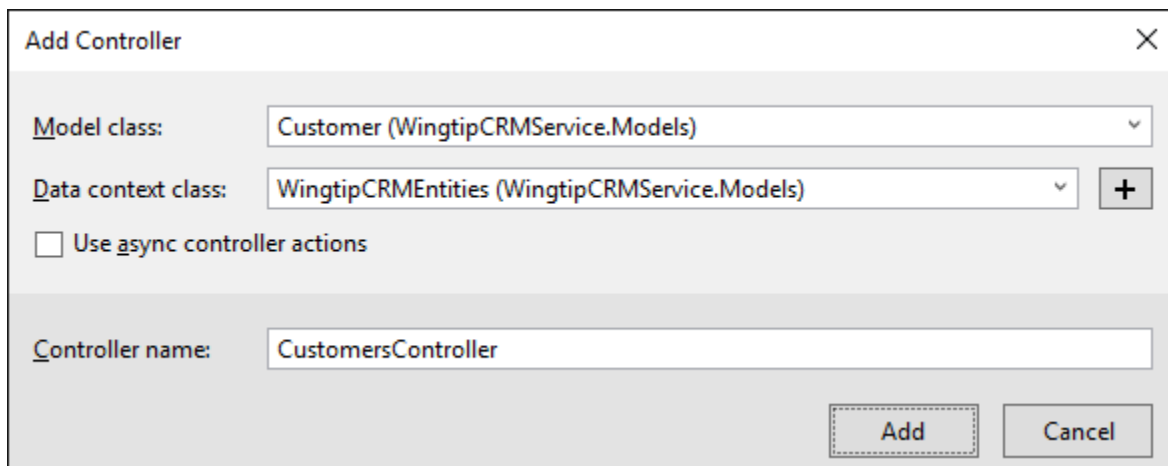 Add Controller
Model class: Customer (WingtipCRMService.Models)
Data context class: WingtipCRMEntities (WingtipCRMService.Models) +
Use async controller actions
Controller name: CustomersController
Add Cancel